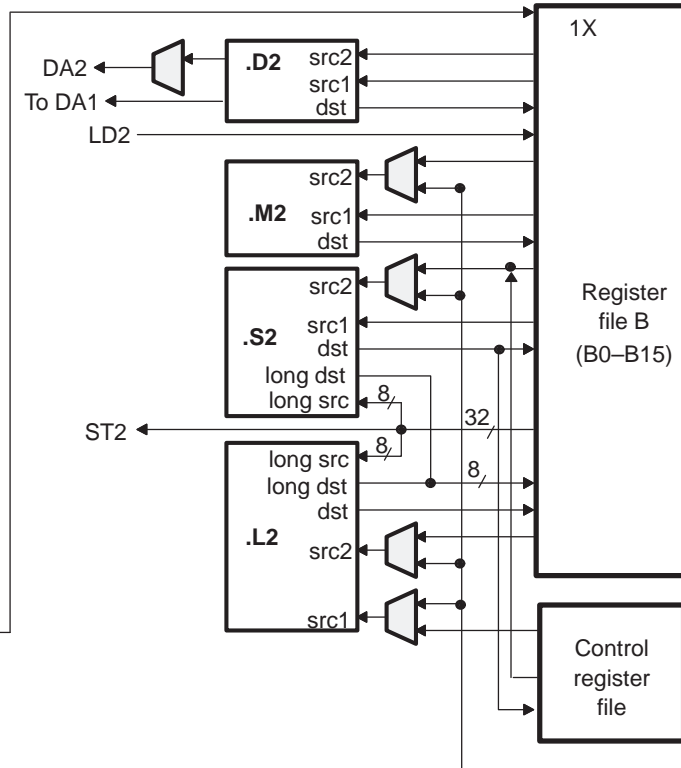 1X
.D2
src2
src1
dst
DA2
To DA1
LD2
.M2
src2
src1
dst
.S2
src2
src1
dst
long dst
long src
8
32
ST2
8
8
.L2
long src
long dst
dst
src2
src1
Register
file B
(B0–B15)
Control
register
file